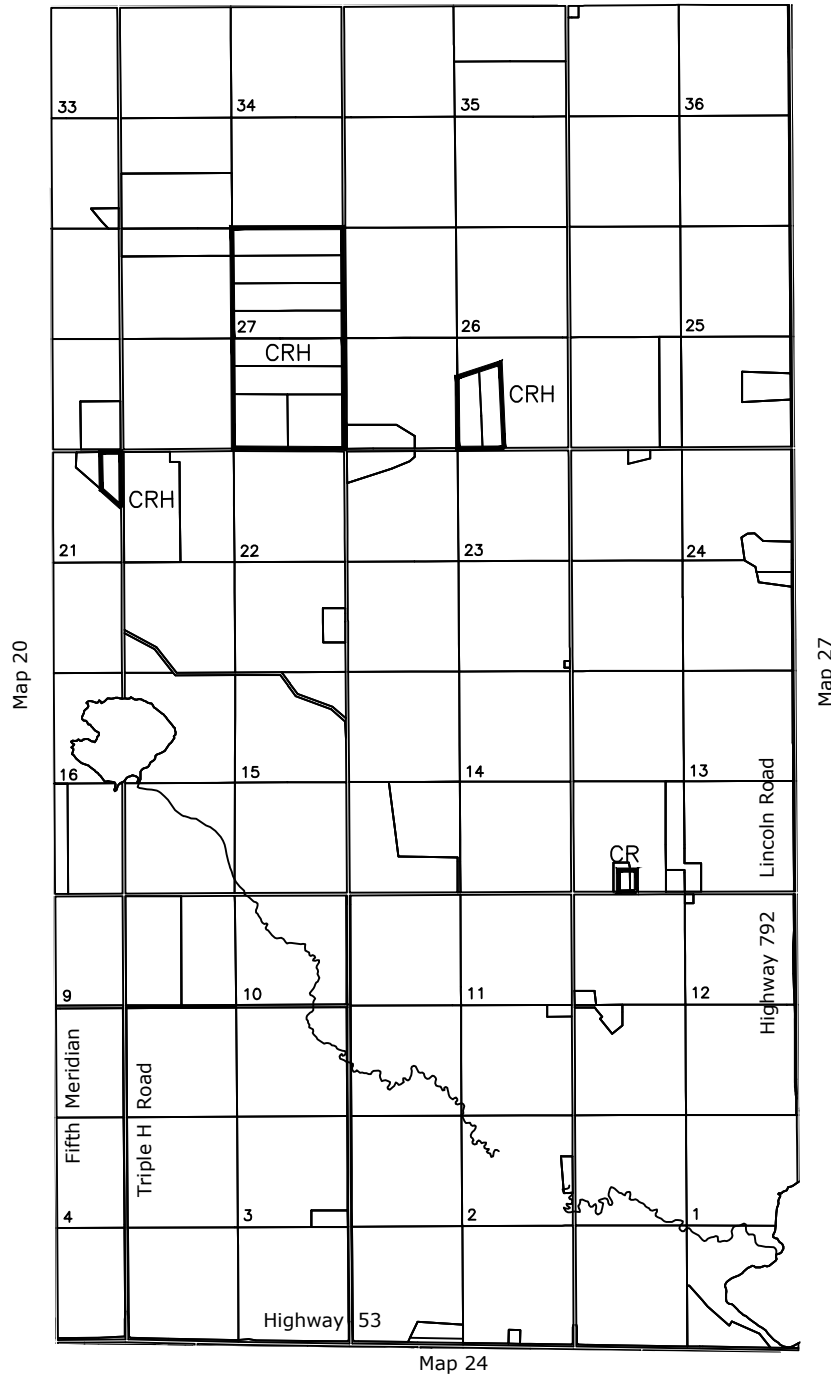 33
34
35
36
27
26
25
CRH
CRH
CRH
21
22
23
24
Map 20
Map 27
16
15
14
13
Lincoln Road
CR
9
10
11
12
Highway 792
Fifth Meridian
Triple H Road
4
3
2
1
Highway 53
Map 24